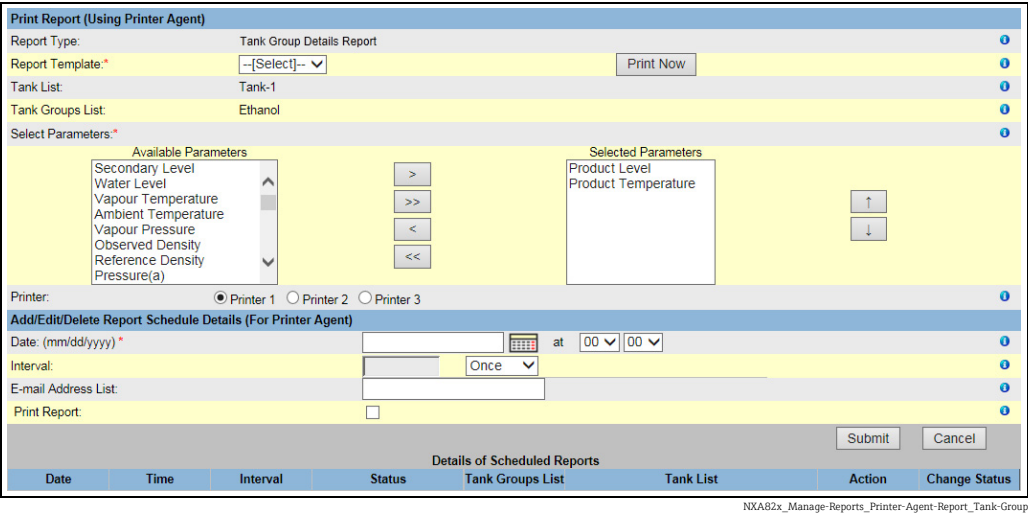 Print Report (Using Printer Agent)
Report Type: Tank Group Details Report
Report Template:* --[Select]-- Print Now
Tank List: Tank-1
Tank Groups List: Ethanol
Select Parameters:*
Available Parameters Selected Parameters
Secondary Level > Product Level
Water Level Product Temperature
Vapour Temperature >> ↑
Ambient Temperature
Vapour Pressure < ↓
Observed Density
Reference Density <<
Pressure(a)
Printer: Printer 1 Printer 2 Printer 3
Add/Edit/Delete Report Schedule Details (For Printer Agent)
Date: (mm/dd/yyyy) * at 00 00
Interval: Once
E-mail Address List:
Print Report:
Submit Cancel
Details of Scheduled Reports
Date Time Interval Status Tank Groups List Tank List Action Change Status
NXA82x_Manage-Reports_Printer-Agent-Report_Tank-Group